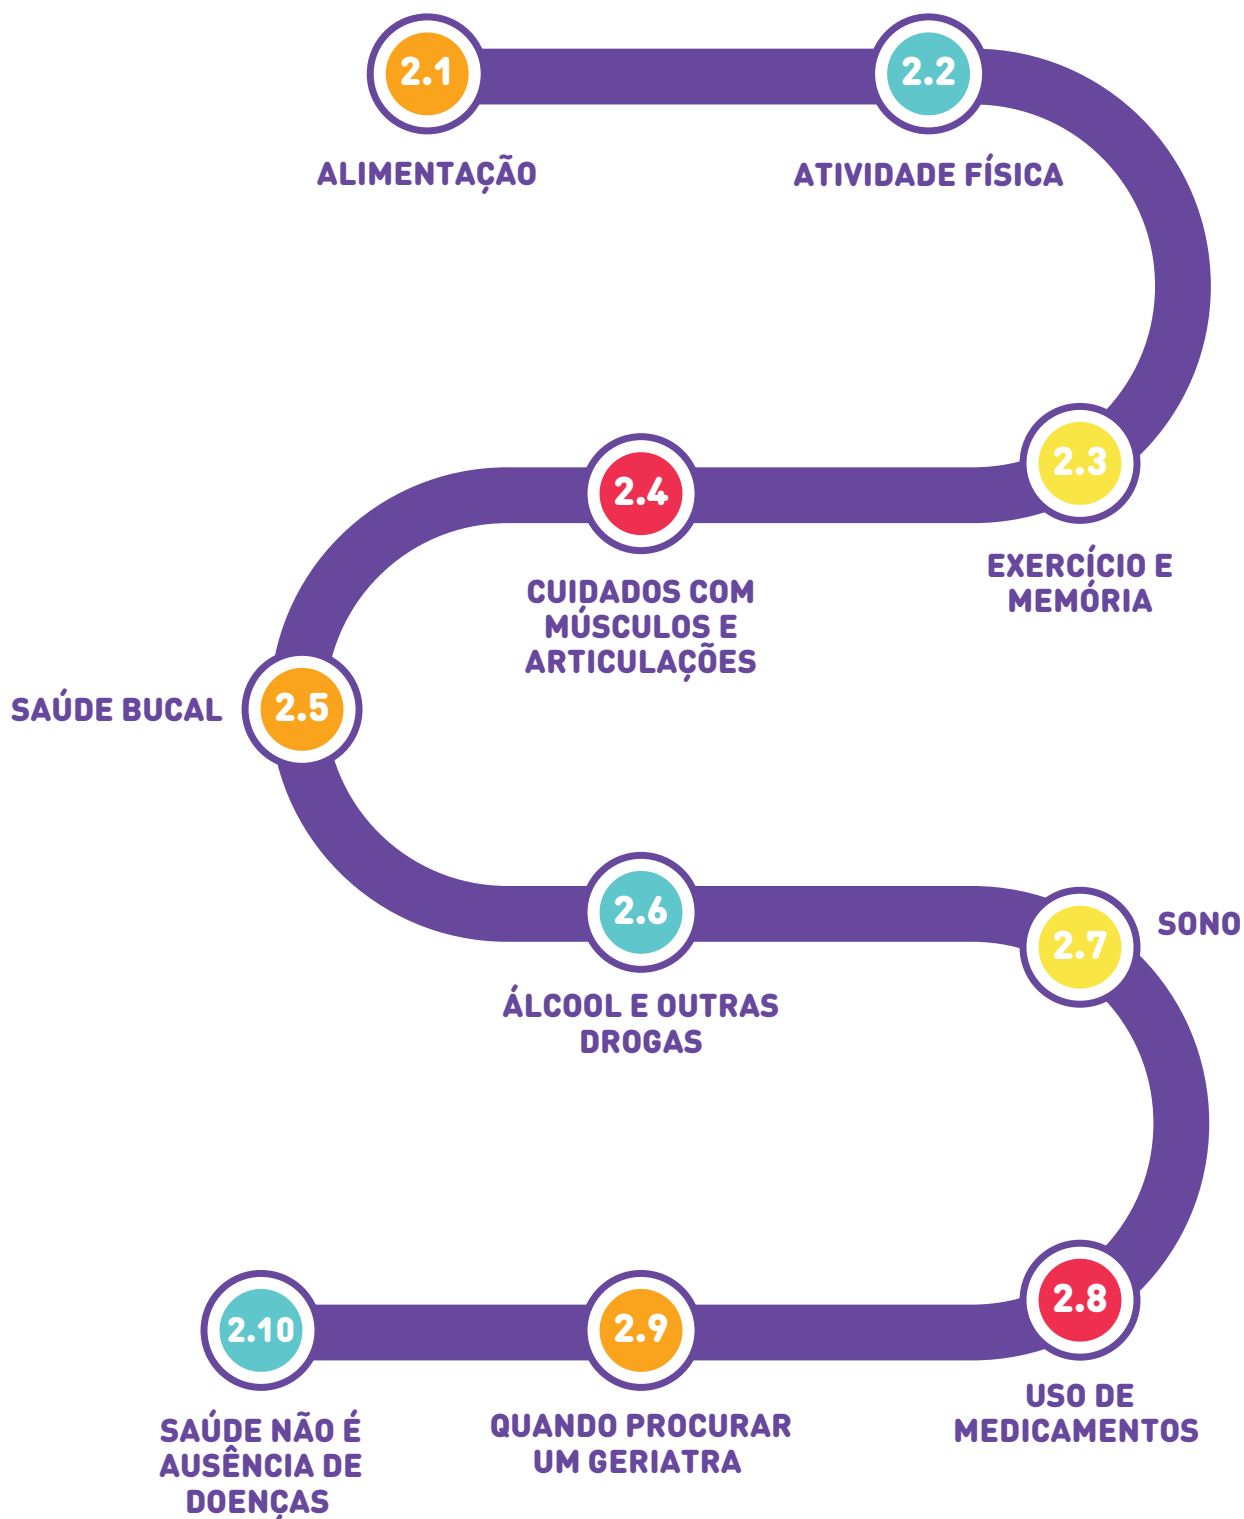 2.1
ALIMENTAÇÃO
2.2
ATIVIDADE FÍSICA
2.3
EXERCÍCIO E
MEMÓRIA
2.4
CUIDADOS COM
MÚSCULOS E
ARTICULAÇÕES
2.5
SAÚDE BUCAL
2.6
ÁLCOOL E OUTRAS
DROGAS
2.7
SONO
2.8
USO DE
MEDICAMENTOS
2.9
QUANDO PROCURAR
UM GERIATRA
2.10
SAÚDE NÃO É
AUSÊNCIA DE
DOENÇAS